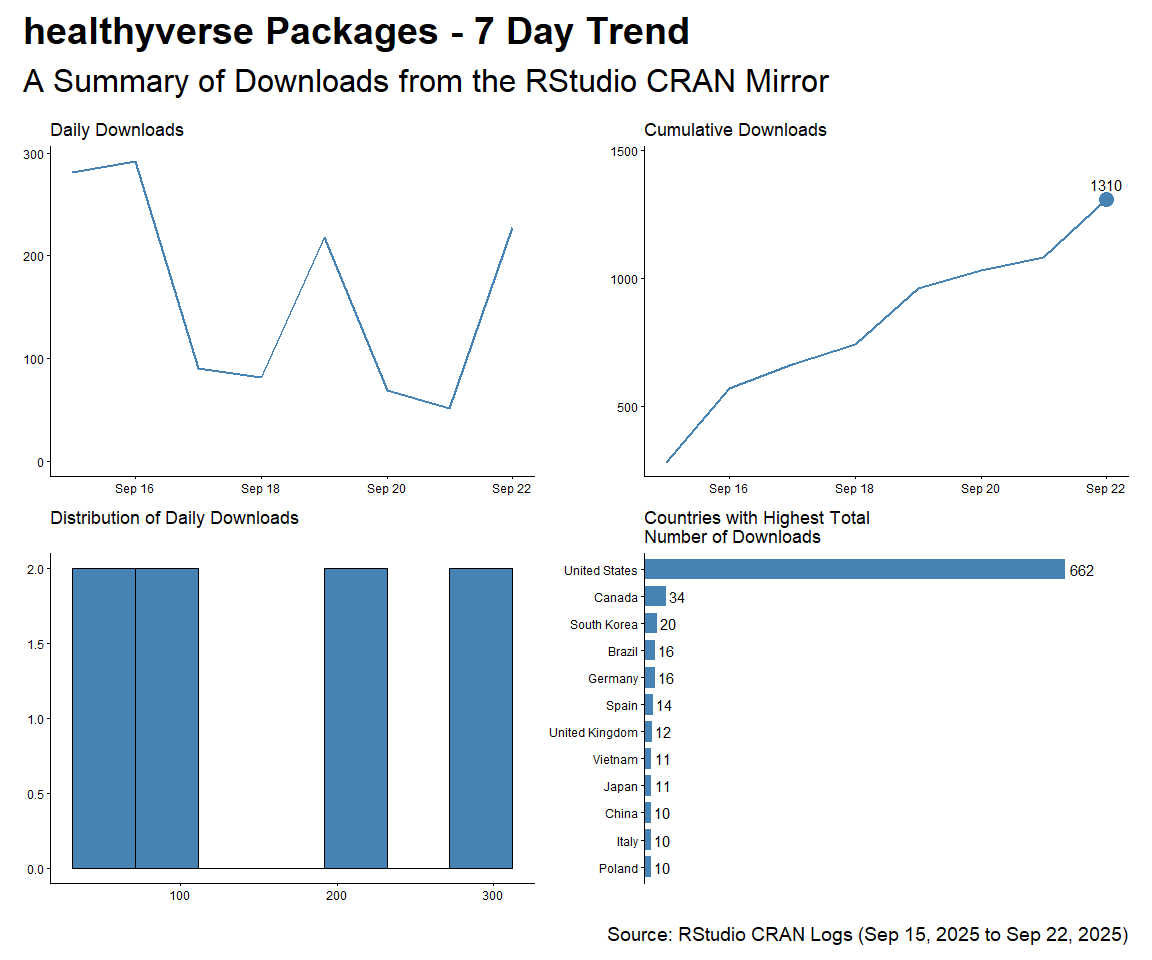 healthyverse Packages - 7 Day Trend
A Summary of Downloads from the RStudio CRAN Mirror
Daily Downloads
300
200
100
0
Sep 16
Sep 18
Sep 20
Sep 22
Cumulative Downloads
1500
1000
500
1310
Sep 16
Sep 18
Sep 20
Sep 22
Distribution of Daily Downloads
2.0
1.5
1.0
0.5
0.0
100
200
300
Countries with Highest Total
Number of Downloads
United States 662
Canada 34
South Korea 20
Brazil 16
Germany 16
Spain 14
United Kingdom 12
Vietnam 11
Japan 11
China 10
Italy 10
Poland 10
Source: RStudio CRAN Logs (Sep 15, 2025 to Sep 22, 2025)